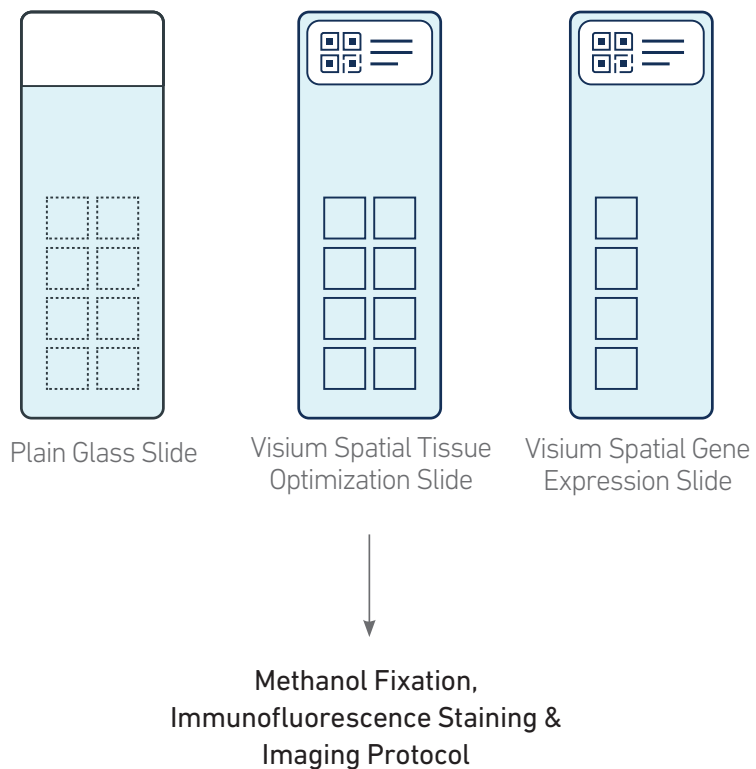 Plain Glass Slide
Visium Spatial Tissue
Optimization Slide
Visium Spatial Gene
Expression Slide
Methanol Fixation,
Immunofluorescence Staining &
Imaging Protocol